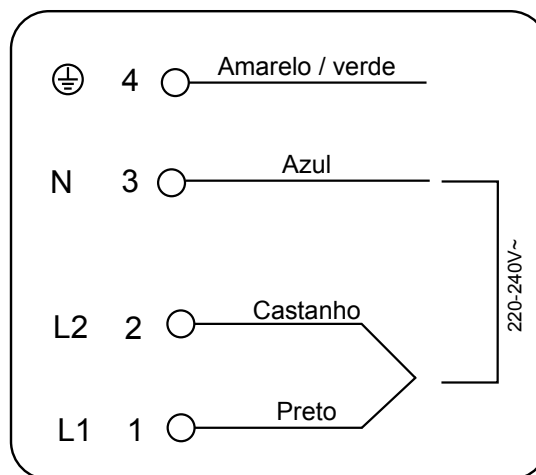 4 Amarelo / verde
N 3 Azul
220-240V~
L2 2 Castanho
L1 1 Preto